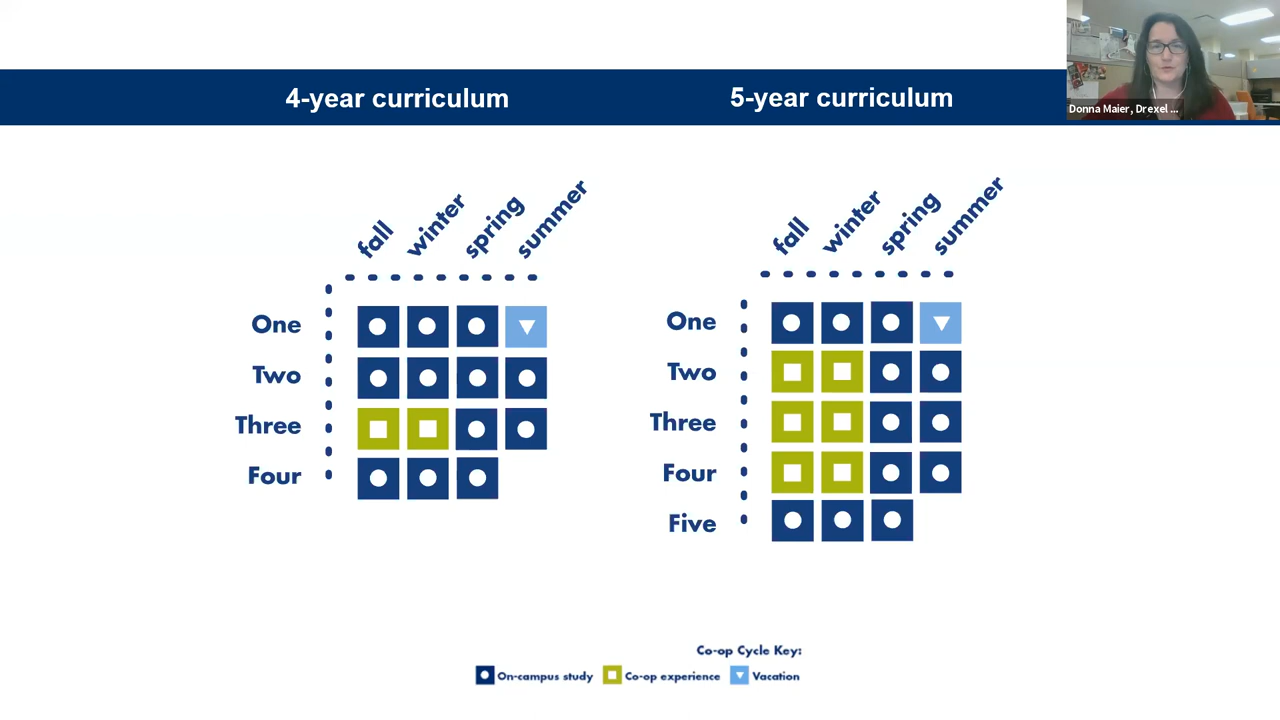 4-year curriculum
5-year curriculum
Donna Maier, Drexel ...
fall winter spring summer
One
Two
Three
Four
fall winter spring summer
One
Two
Three
Four
Five
Co-op Cycle Key:
On-campus study Co-op experience Vacation